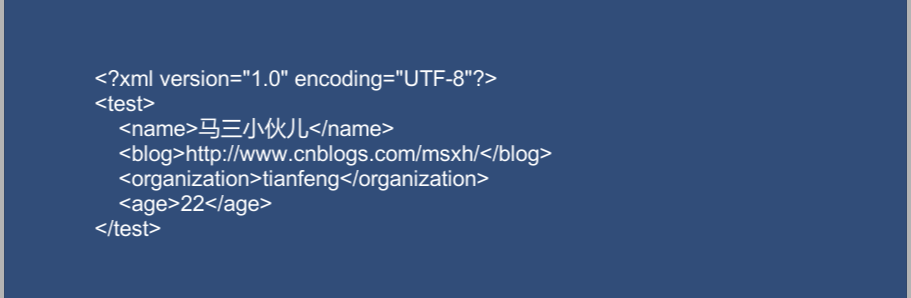 <?xml version="1.0" encoding="UTF-8"?>
<test>
    <name>马三小伙儿</name>
    <blog>http://www.cnblogs.com/msxh/</blog>
    <organization>tianfeng</organization>
    <age>22</age>
</test>